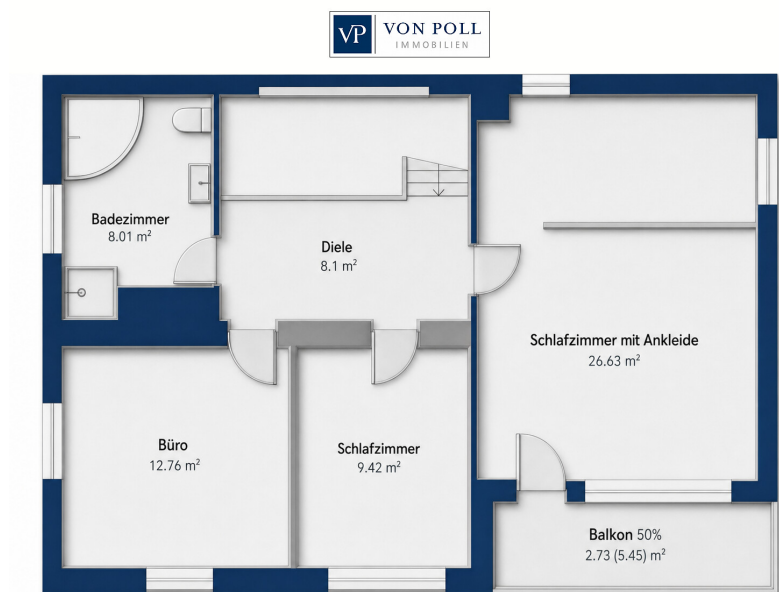 VP VON POLL
IMMOBILIEN
Badezimmer
8.01 m²
Diele
8.1 m²
Schlafzimmer mit Ankleide
26.63 m²
Büro
12.76 m²
Schlafzimmer
9.42 m²
Balkon 50%
2.73 (5.45) m²